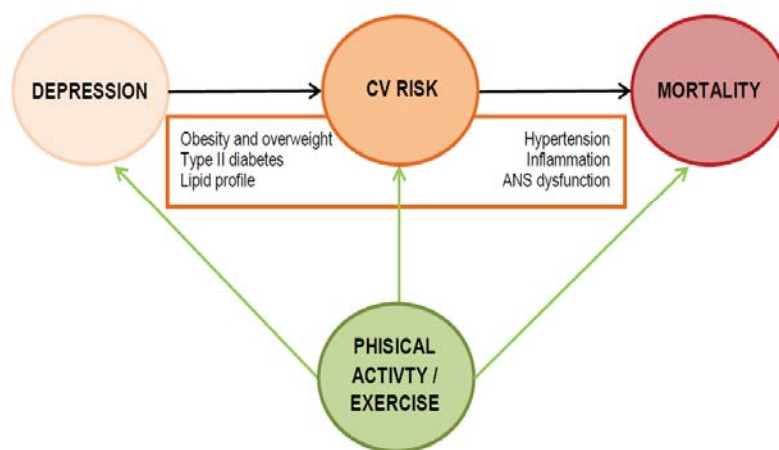 DEPRESSION
CV RISK
MORTALITY
Obesity and overweight
Type II diabetes
Lipid profile
Hypertension
Inflammation
ANS dysfunction
PHISICAL
ACTIVTY /
EXERCISE